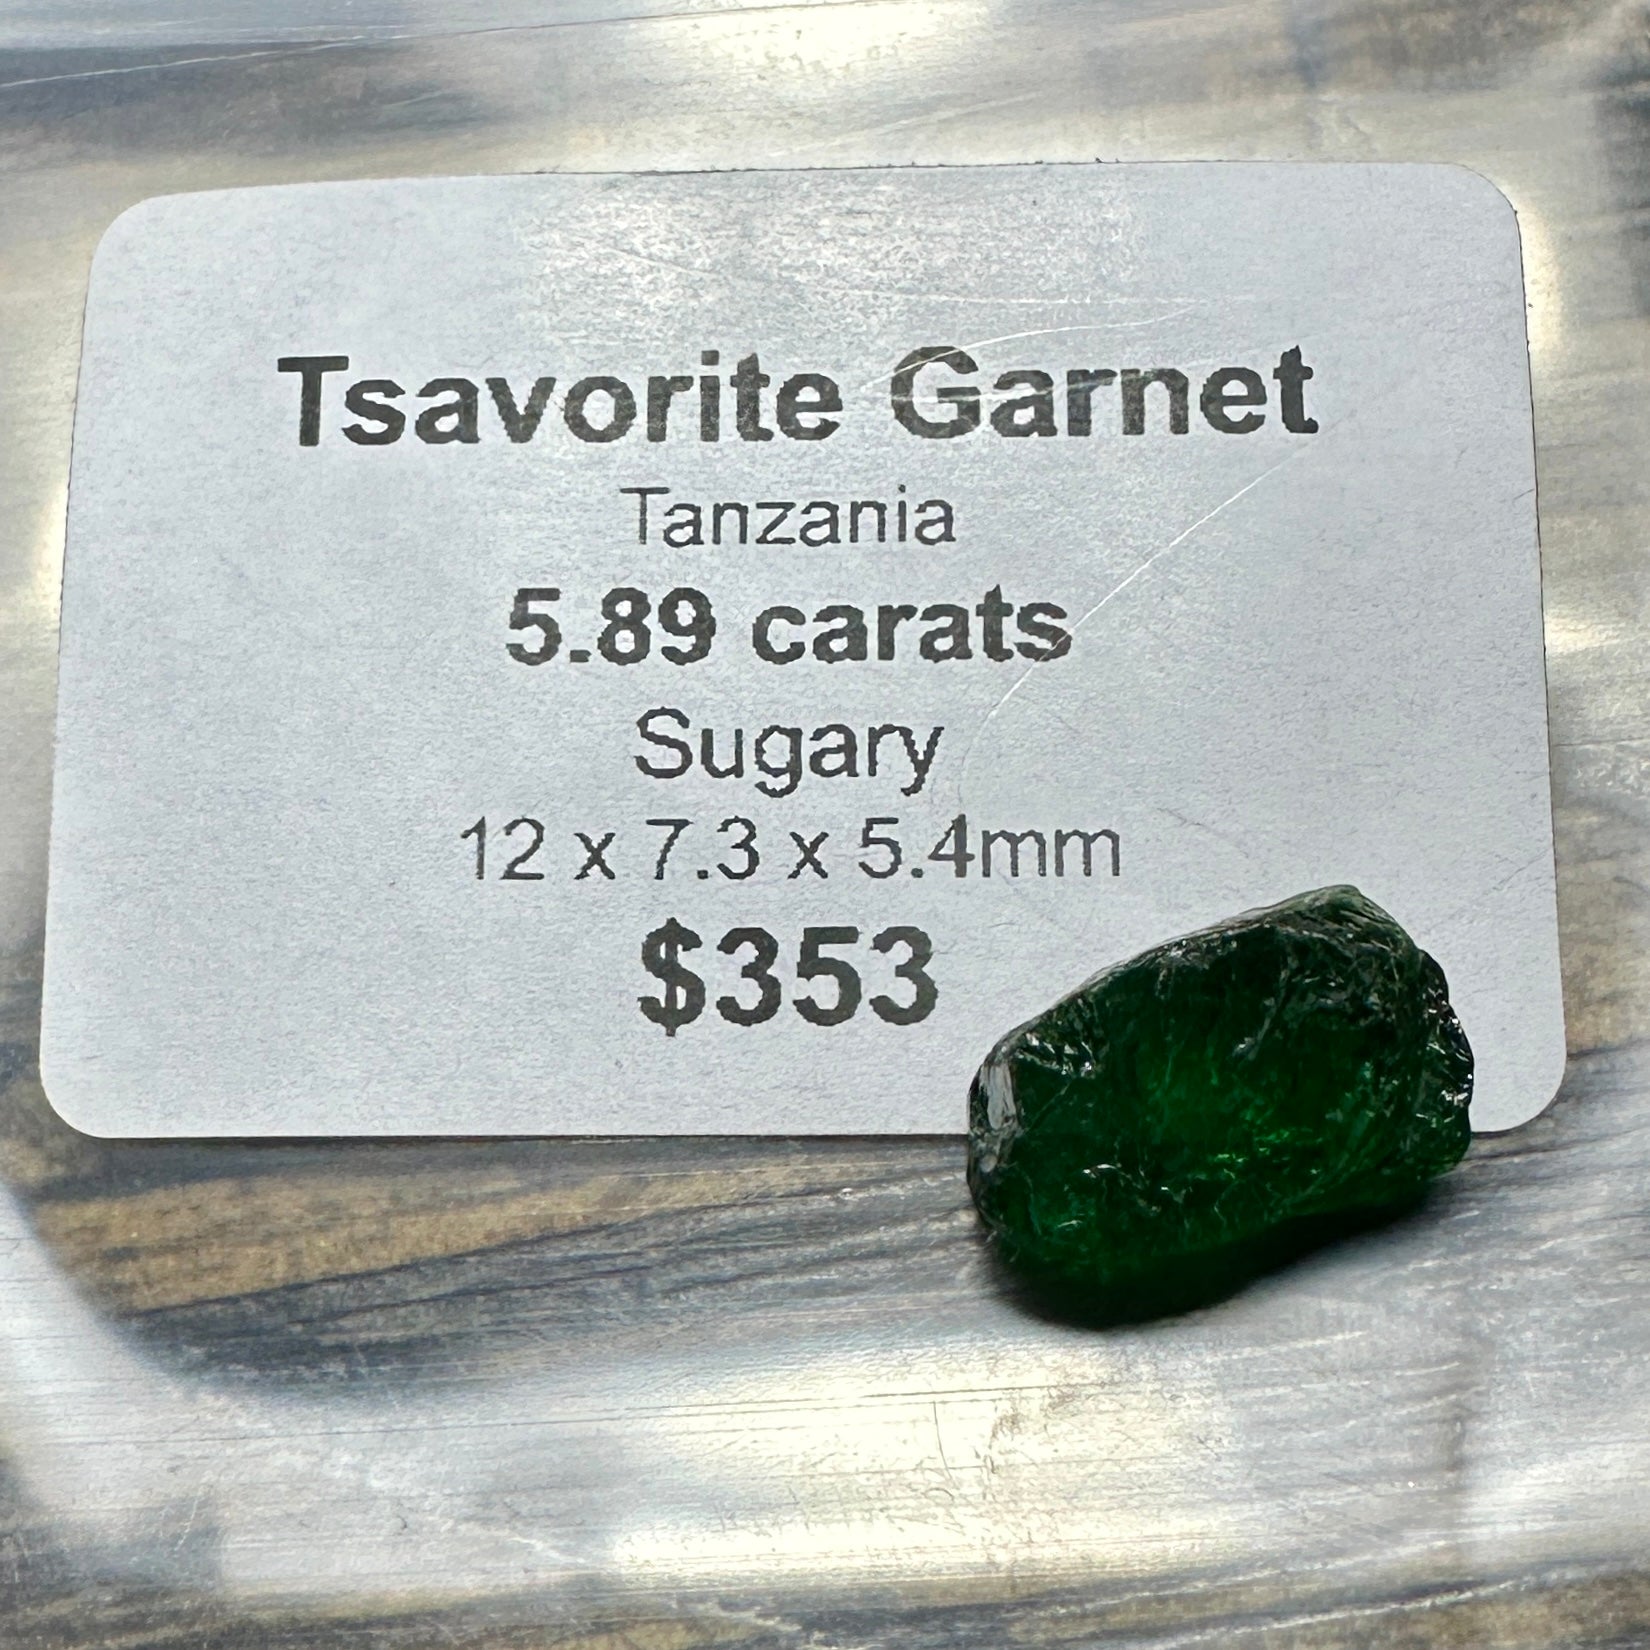 Tsavorite Garnet
Tanzania
5.89 carats
Sugary
12 x 7.3 x 5.4mm
$353